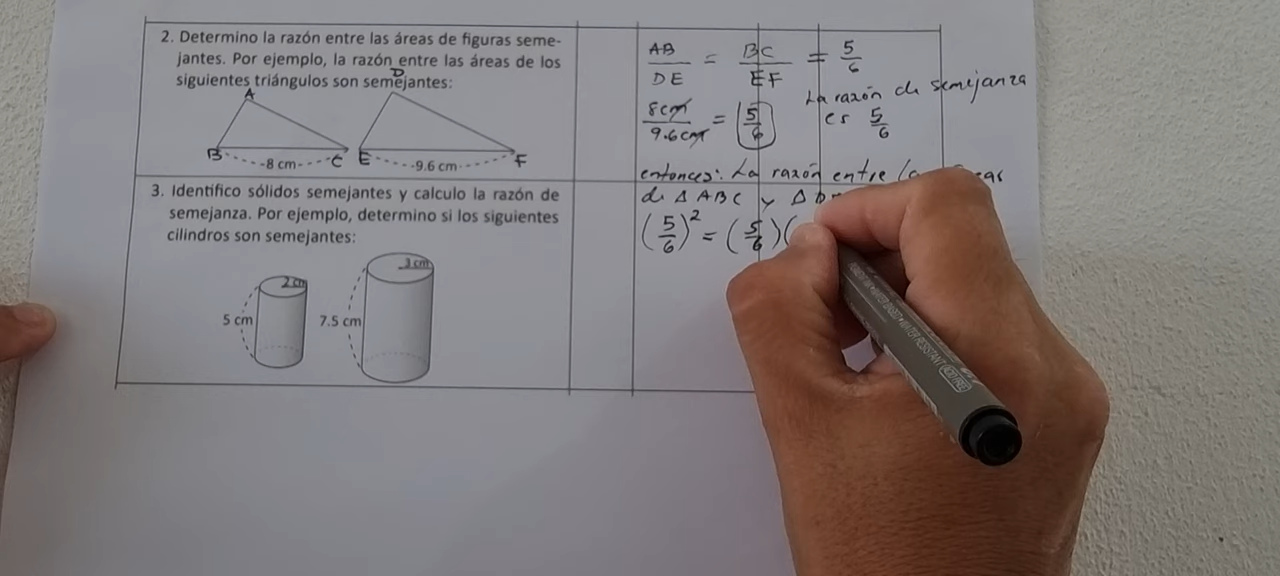 2. Determino la razón entre las áreas de figuras seme-
jantes. Por ejemplo, la razón entre las áreas de los
siguientes triángulos son semejantes:
A
D
B
8 cm
C
E
9.6 cm
F
3. Identifico sólidos semejantes y calculo la razón de
semejanza. Por ejemplo, determino si los siguientes
cilindros son semejantes:
2 cm
3 cm
5 cm
7.5 cm
AB/DE = BC/EF = 5/6
8cm/9.6cm = (5/6)
La razón de semejanza
es 5/6
entonces: La razón entre
de △ ABC y △
(5/6)² = (5/6)(
WATER RESISTANT